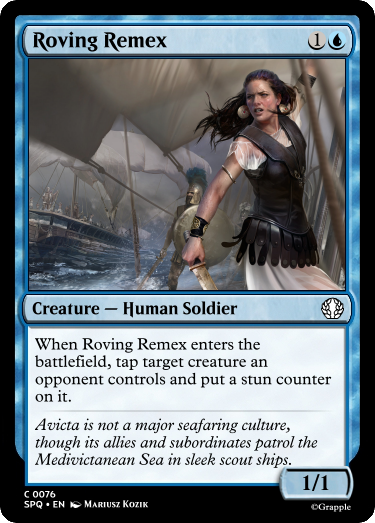 Roving Remex 1
Creature — Human Soldier
When Roving Remex enters the
battlefield, tap target creature an
opponent controls and put a stun counter
on it.
Avicta is not a major seafaring culture,
though its allies and subordinates patrol the
Medivictanean Sea in sleek scout ships.
1/1
C 0076
SPQ • EN Mariusz Kozik
©Grapple